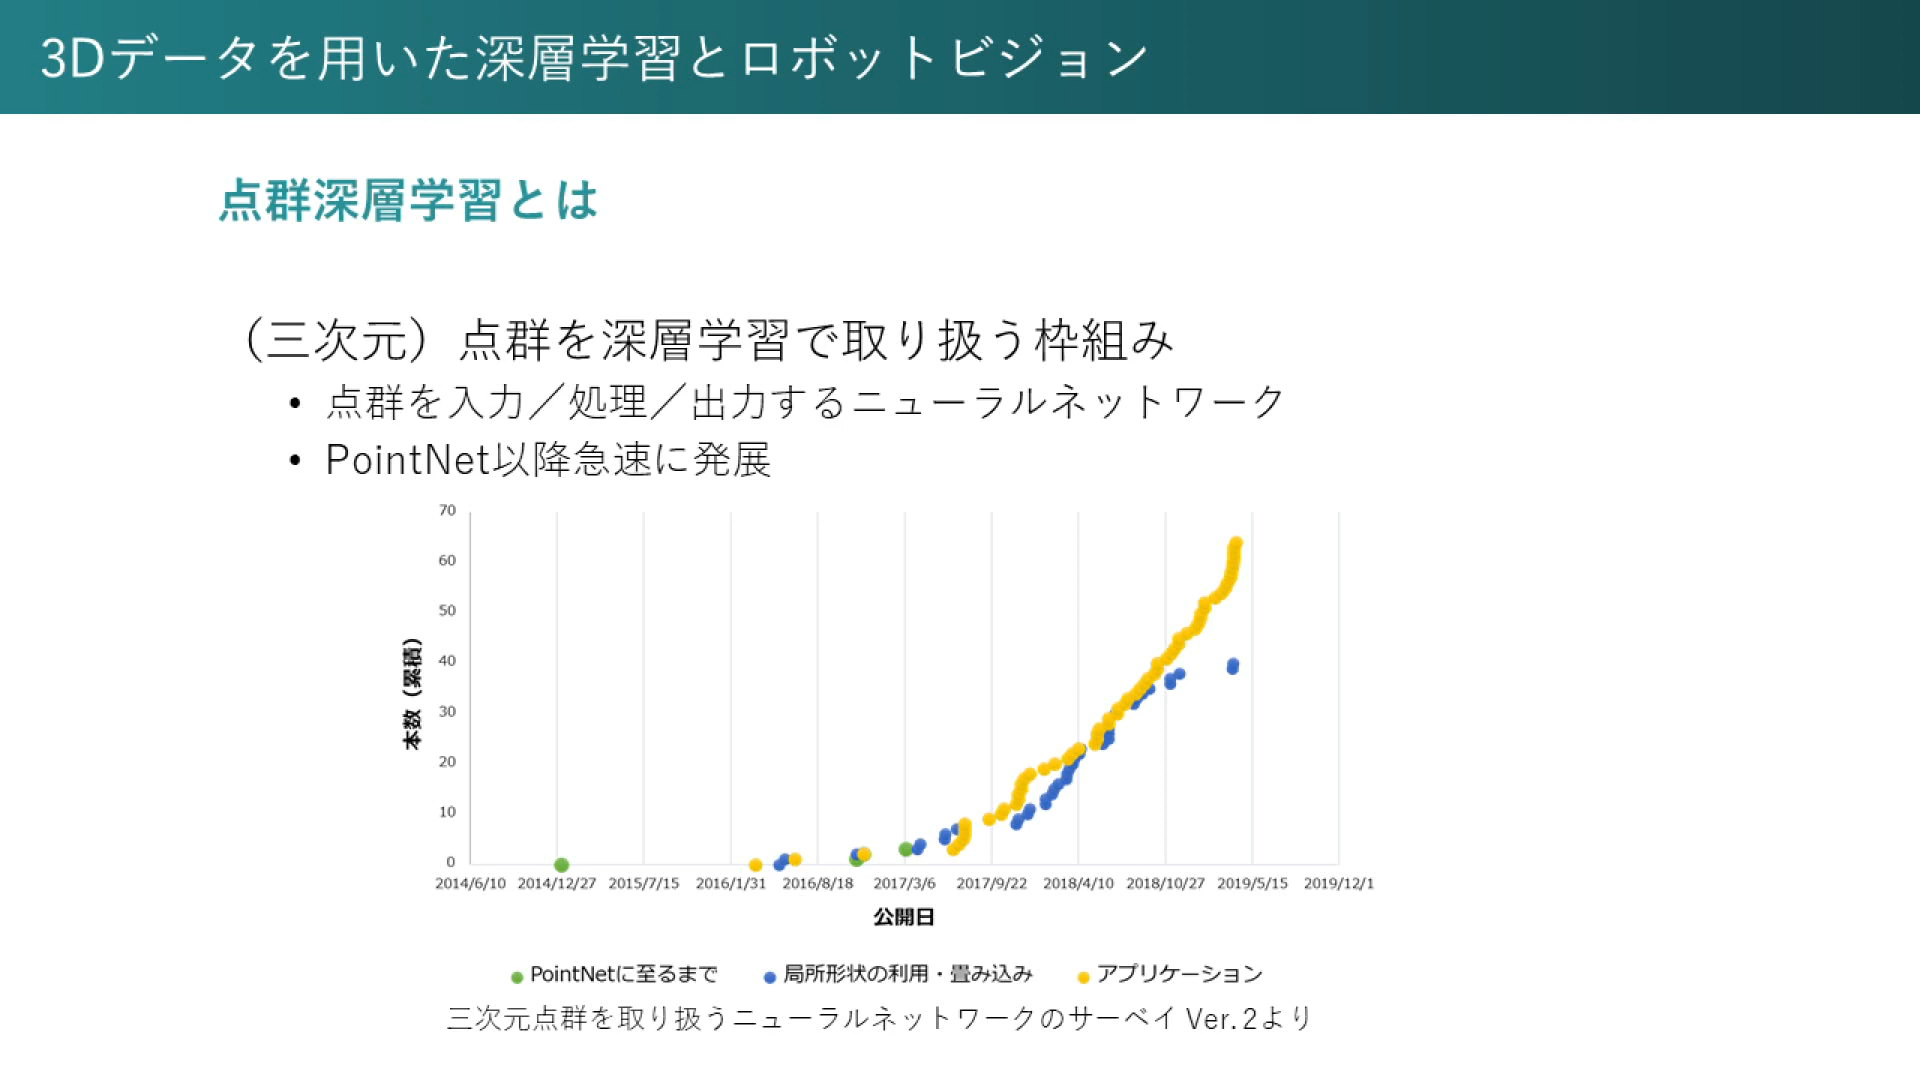 3Dデータを用いた深層学習とロボットビジョン
点群深層学習とは
（三次元）点群を深層学習で取り扱う枠組み
• 点群を入力／処理／出力するニューラルネットワーク
• PointNet以降急速に発展
70
60
50
40
30
20
10
0
本数（累積）
2014/6/10 2014/12/27 2015/7/15 2016/1/31 2016/8/18 2017/3/6 2017/9/22 2018/4/10 2018/10/27 2019/5/15 2019/12/1
公開日
PointNetに至るまで 局所形状の利用・畳み込み アプリケーション
三次元点群を取り扱うニューラルネットワークのサーベイ Ver. 2より